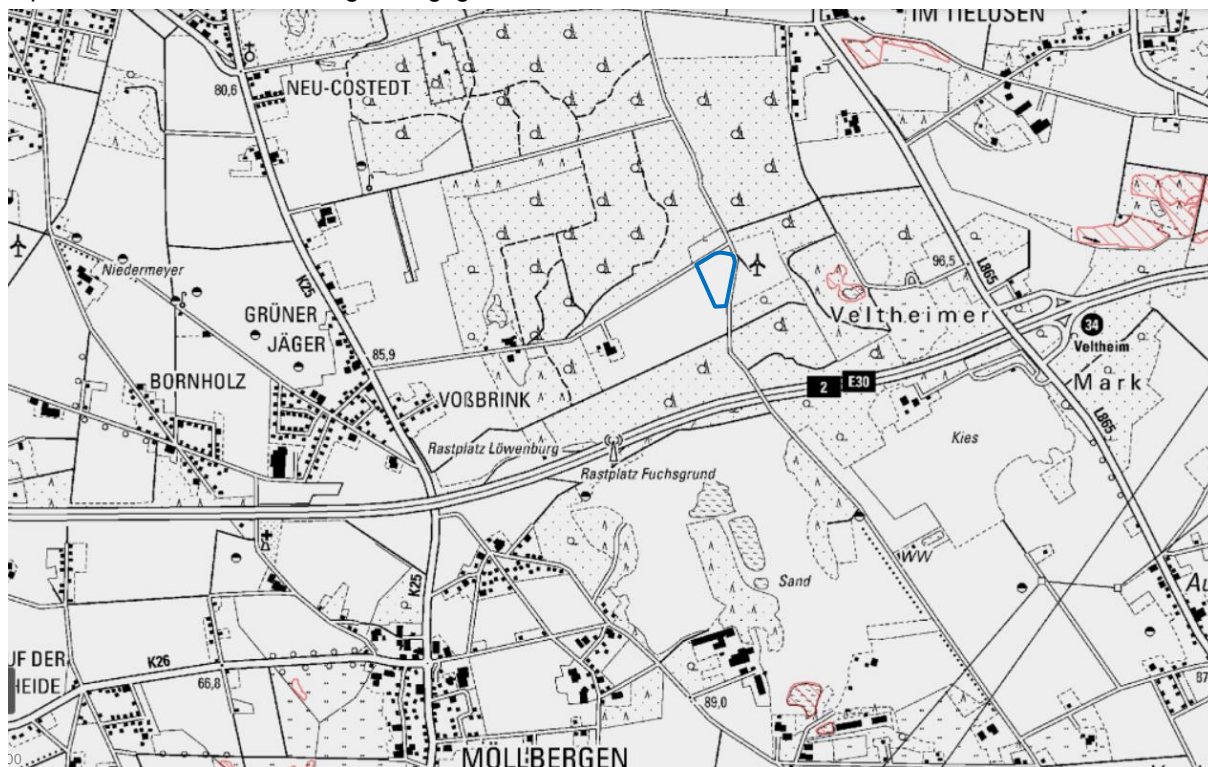 IM TIELOSEN
80,6
NEU-COSTEDT
Niedermeyer
K25
96,5
L865
GRÜNER
JÄGER
Veltheimer
34
Veltheim
85,9
2
E30
Mark
BORNHOLZ
VOßBRINK
L865
Rastplatz Löwenburg
Kies
Rastplatz Fuchsgrund
WW
Sand
K25
Au
UF DER
HEIDE
K26
66,8
89,0
87
MÖLLBERGEN
00